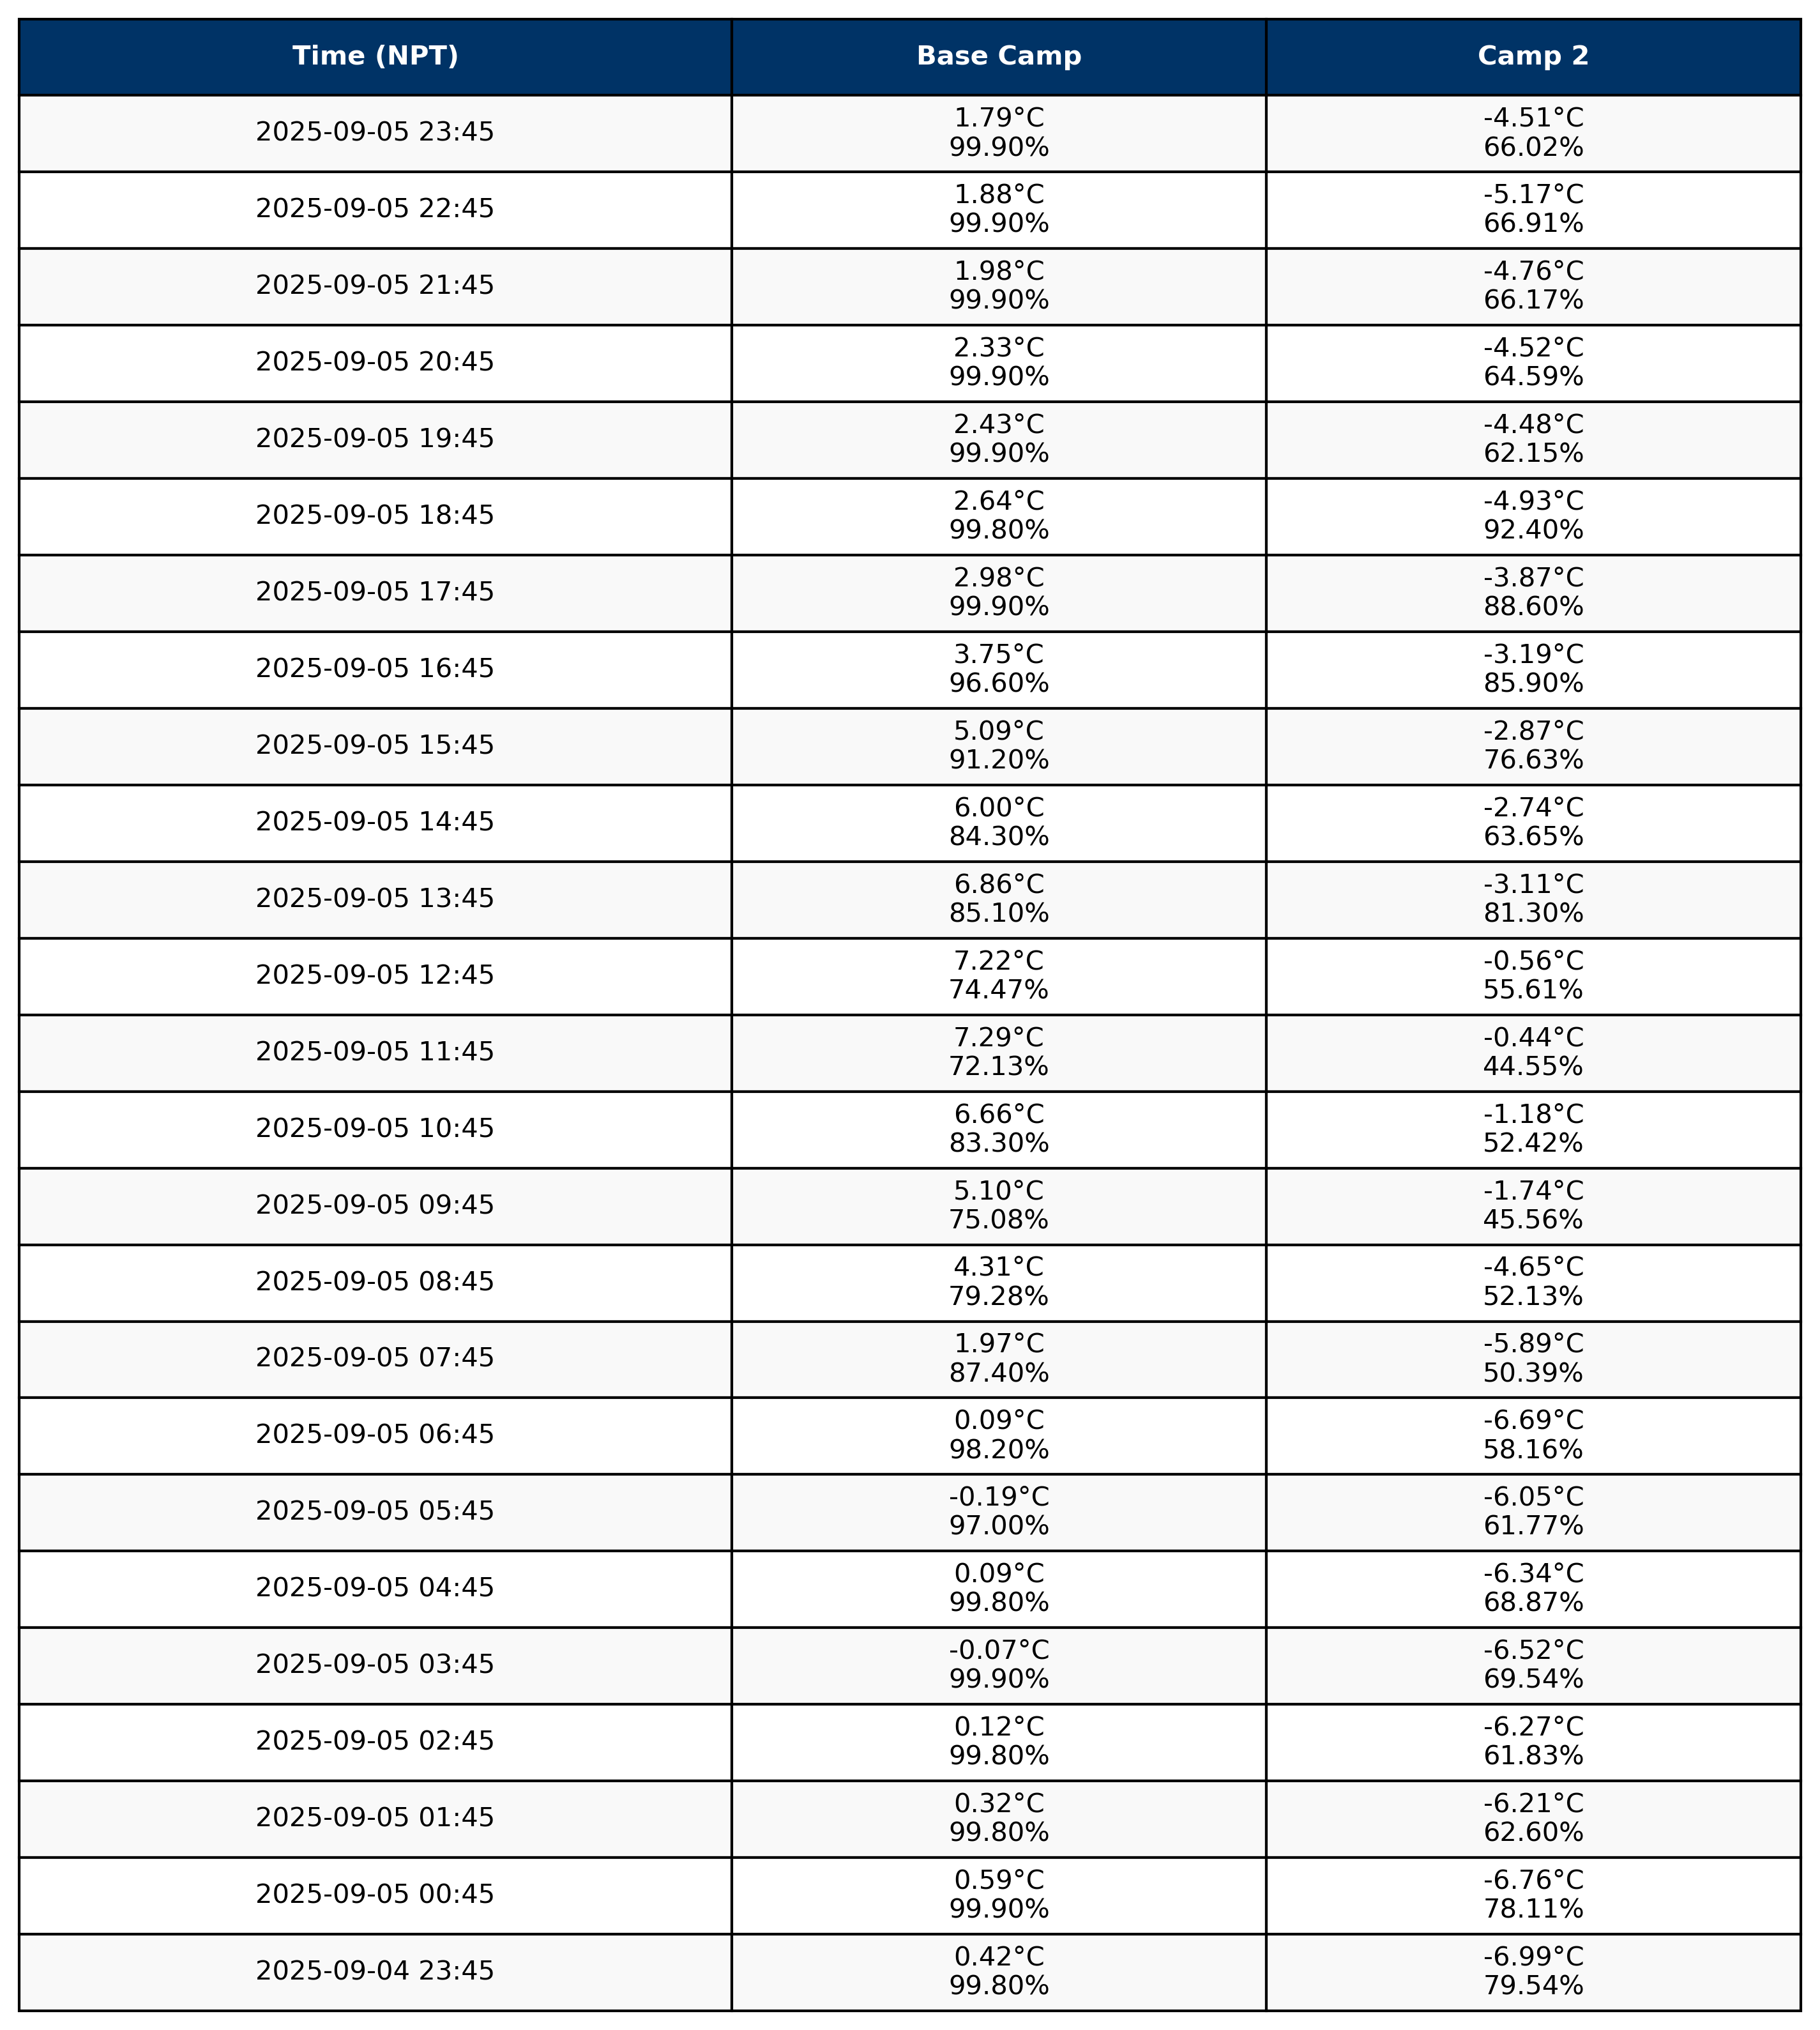 Time (NPT) Base Camp Camp 2
2025-09-05 23:45 1.79°C -4.51°C
99.90% 66.02%
2025-09-05 22:45 1.88°C -5.17°C
99.90% 66.91%
2025-09-05 21:45 1.98°C -4.76°C
99.90% 66.17%
2025-09-05 20:45 2.33°C -4.52°C
99.90% 64.59%
2025-09-05 19:45 2.43°C -4.48°C
99.90% 62.15%
2025-09-05 18:45 2.64°C -4.93°C
99.80% 92.40%
2025-09-05 17:45 2.98°C -3.87°C
99.90% 88.60%
2025-09-05 16:45 3.75°C -3.19°C
96.60% 85.90%
2025-09-05 15:45 5.09°C -2.87°C
91.20% 76.63%
2025-09-05 14:45 6.00°C -2.74°C
84.30% 63.65%
2025-09-05 13:45 6.86°C -3.11°C
85.10% 81.30%
2025-09-05 12:45 7.22°C -0.56°C
74.47% 55.61%
2025-09-05 11:45 7.29°C -0.44°C
72.13% 44.55%
2025-09-05 10:45 6.66°C -1.18°C
83.30% 52.42%
2025-09-05 09:45 5.10°C -1.74°C
75.08% 45.56%
2025-09-05 08:45 4.31°C -4.65°C
79.28% 52.13%
2025-09-05 07:45 1.97°C -5.89°C
87.40% 50.39%
2025-09-05 06:45 0.09°C -6.69°C
98.20% 58.16%
2025-09-05 05:45 -0.19°C -6.05°C
97.00% 61.77%
2025-09-05 04:45 0.09°C -6.34°C
99.80% 68.87%
2025-09-05 03:45 -0.07°C -6.52°C
99.90% 69.54%
2025-09-05 02:45 0.12°C -6.27°C
99.80% 61.83%
2025-09-05 01:45 0.32°C -6.21°C
99.80% 62.60%
2025-09-05 00:45 0.59°C -6.76°C
99.90% 78.11%
2025-09-04 23:45 0.42°C -6.99°C
99.80% 79.54%